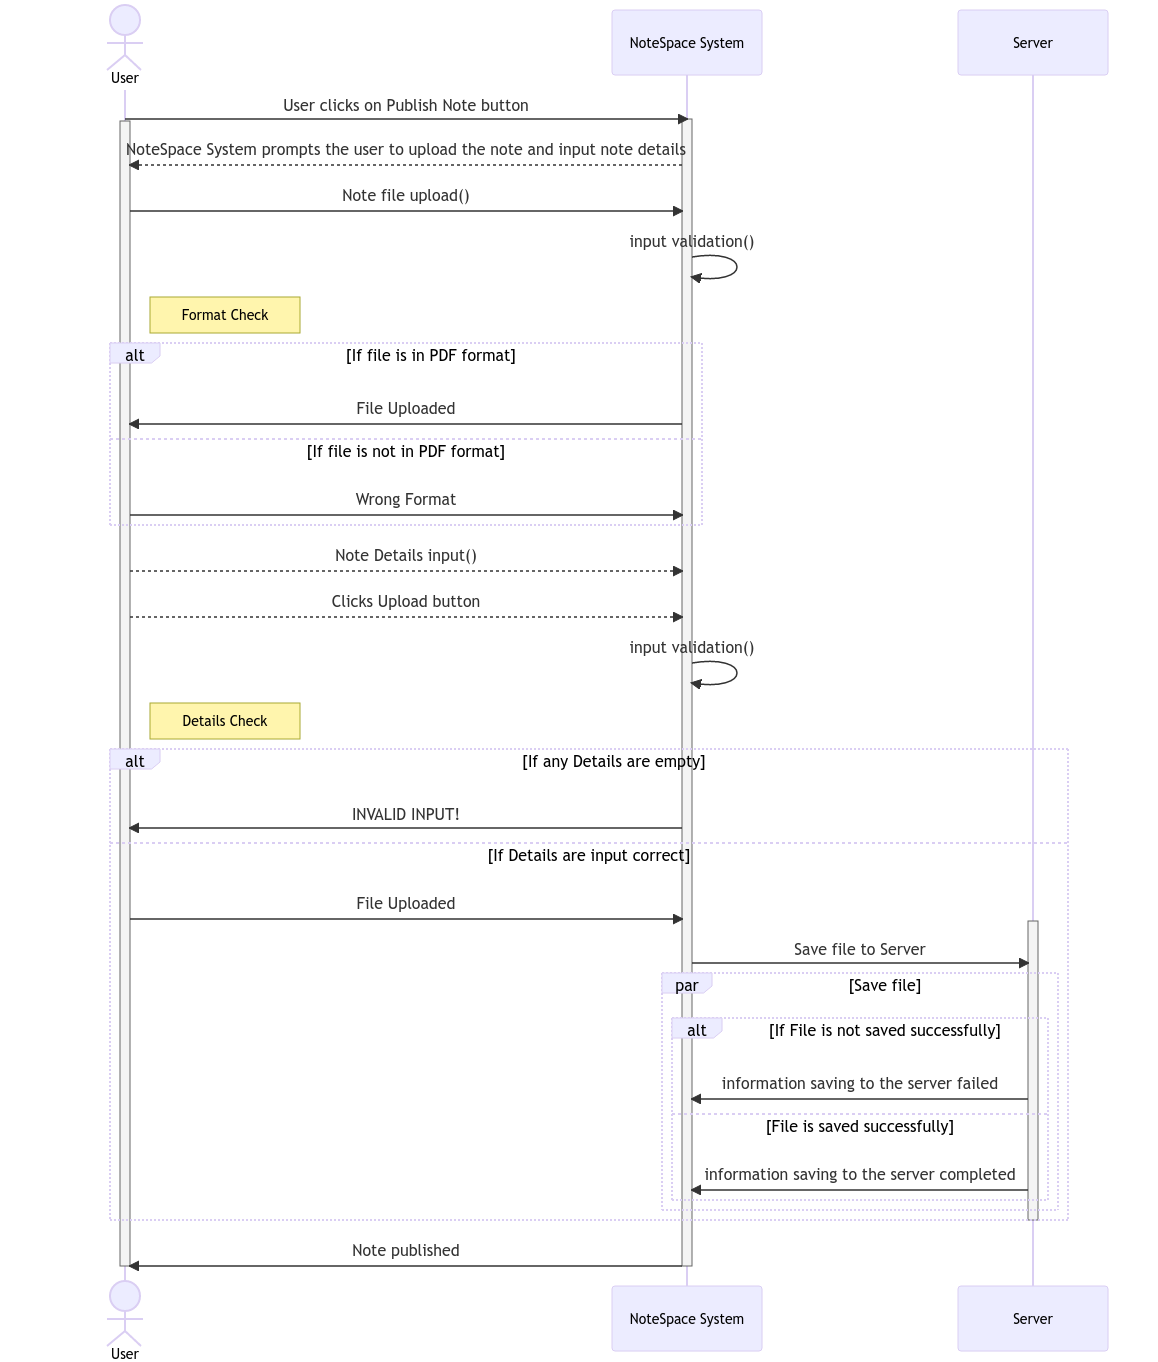 User
NoteSpace System
Server
User clicks on Publish Note button
NoteSpace System prompts the user to upload the note and input note details
Note file upload()
input validation()
Format Check
alt
[If file is in PDF format]
File Uploaded
[If file is not in PDF format]
Wrong Format
Note Details input()
Clicks Upload button
input validation()
Details Check
alt
[If any Details are empty]
INVALID INPUT!
[If Details are input correct]
File Uploaded
Save file to Server
par
[Save file]
alt
[If File is not saved successfully]
information saving to the server failed
[File is saved successfully]
information saving to the server completed
Note published
User
NoteSpace System
Server